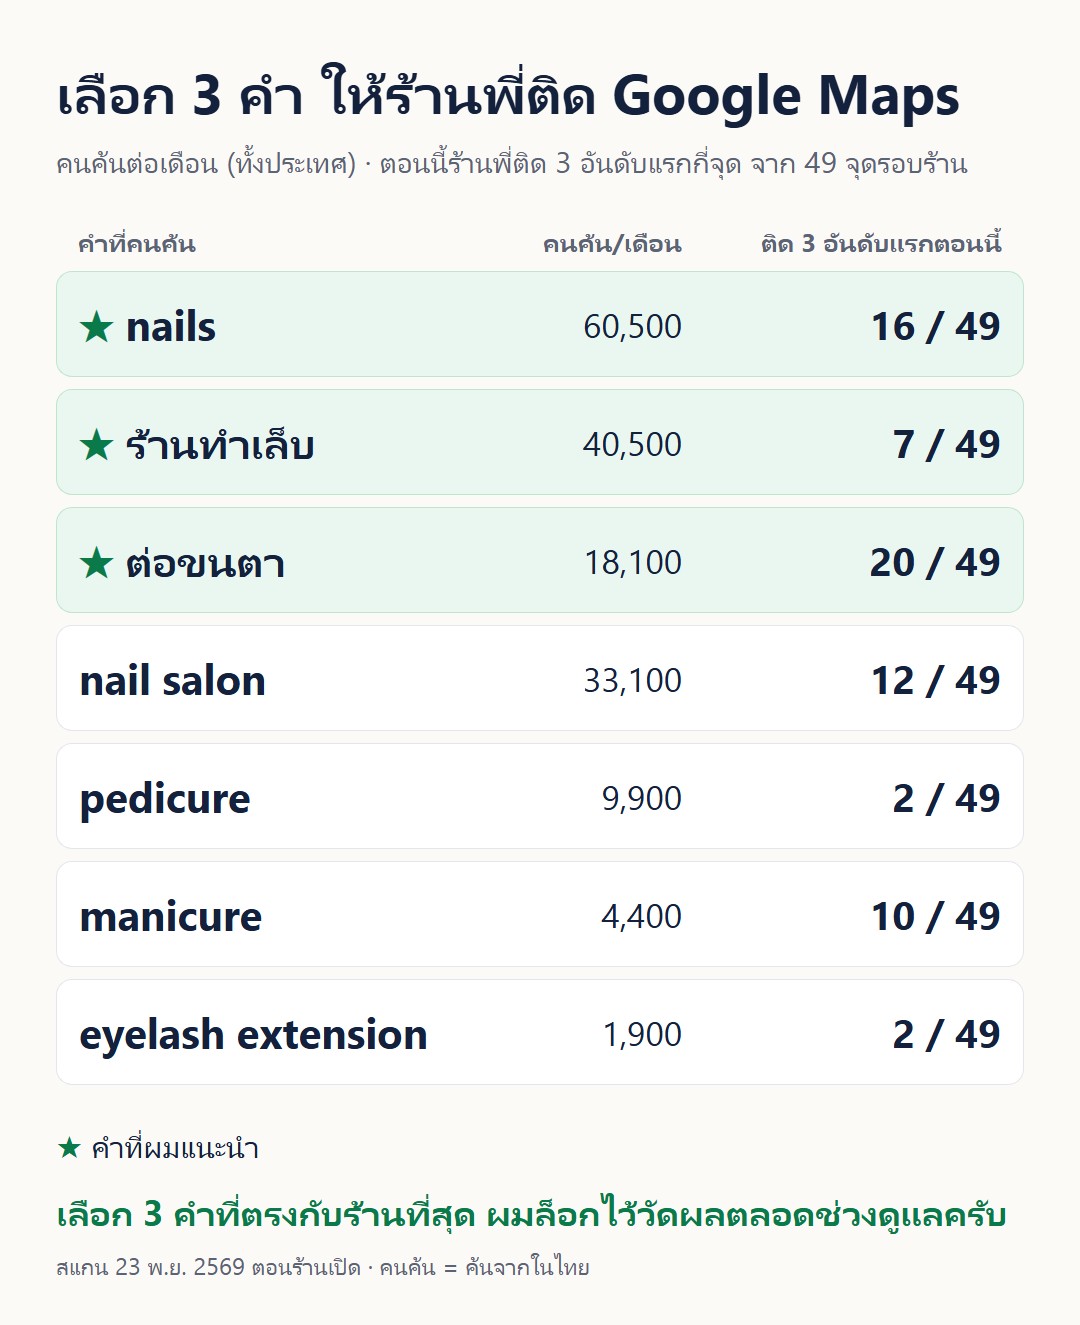 เลือก 3 คำ ให้ร้านพี่ติด Google Maps
คนค้นต่อเดือน (ทั้งประเทศ) · ตอนนี้ร้านพี่ติด 3 อันดับแรกกี่จุด จาก 49 จุดรอบร้าน
คำที่คนค้น คนค้น/เดือน ติด 3 อันดับแรกตอนนี้
★ nails 60,500 16 / 49
★ ร้านทำเล็บ 40,500 7 / 49
★ ต่อขนตา 18,100 20 / 49
nail salon 33,100 12 / 49
pedicure 9,900 2 / 49
manicure 4,400 10 / 49
eyelash extension 1,900 2 / 49
★ คำที่ผมแนะนำ
เลือก 3 คำที่ตรงกับร้านที่สุด ผมล็อกไว้วัดผลตลอดช่วงดูแลครับ
สแกน 23 พ.ย. 2569 ตอนร้านเปิด · คนค้น = ค้นจากในไทย